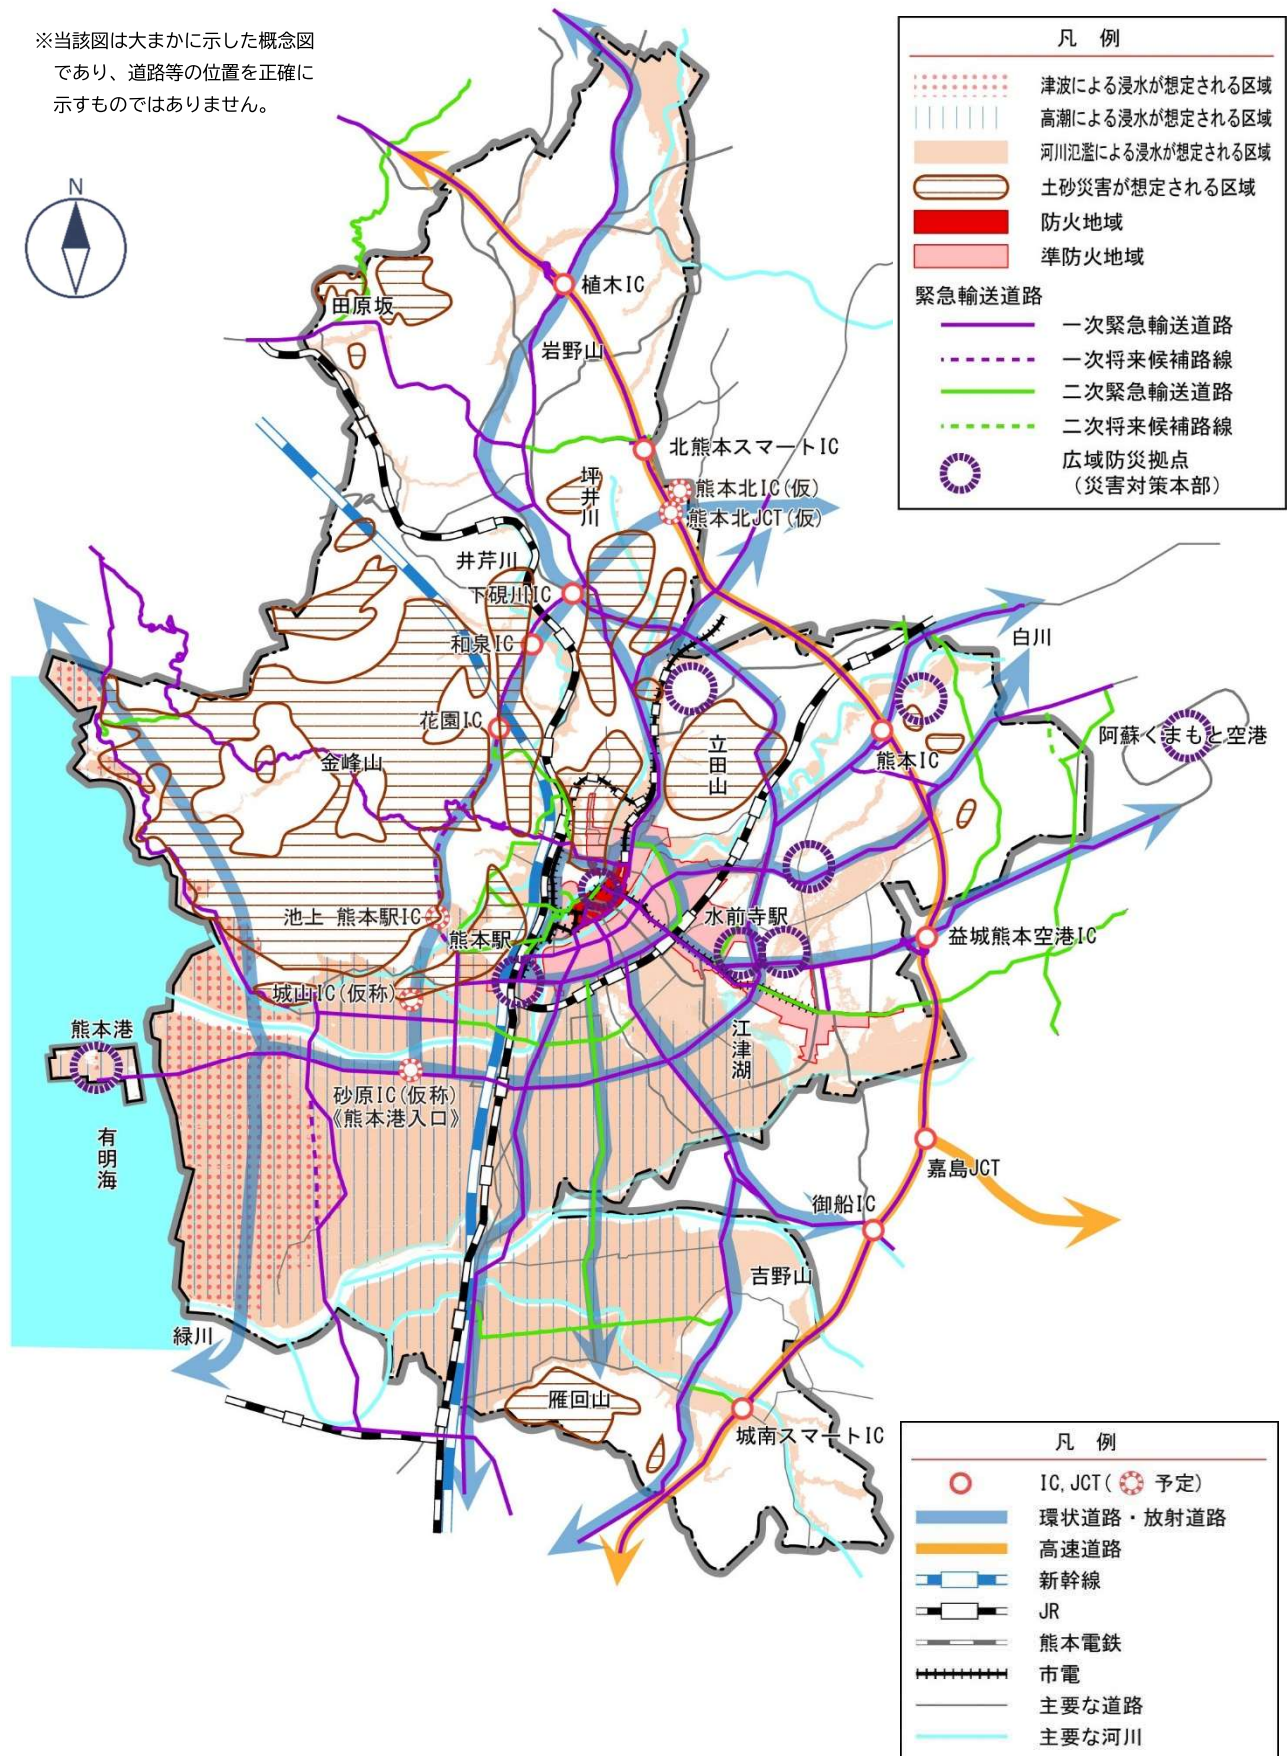 ※当該図は大まかに示した概念図
であり、道路等の位置を正確に
示すものではありません。
N
凡 例
津波による浸水が想定される区域
高潮による浸水が想定される区域
河川氾濫による浸水が想定される区域
土砂災害が想定される区域
防火地域
準防火地域
緊急輸送道路
一次緊急輸送道路
一次将来候補路線
二次緊急輸送道路
二次将来候補路線
広域防災拠点
(災害対策本部)
植木IC
田原坂
岩野山
北熊本スマートIC
坪井川
熊本北IC(仮)
熊本北JCT(仮)
井芹川
下硯川IC
和泉IC
白川
花園IC
立田山
阿蘇くまもと空港
金峰山
熊本IC
池上 熊本駅IC
水前寺駅
熊本駅
益城熊本空港IC
城山IC(仮称)
熊本港
江津湖
砂原IC(仮称)
《熊本港入口》
有明海
嘉島JCT
御船IC
吉野山
緑川
雁回山
城南スマートIC
凡 例
IC,JCT( 予定)
環状道路・放射道路
高速道路
新幹線
JR
熊本電鉄
市電
主要な道路
主要な河川